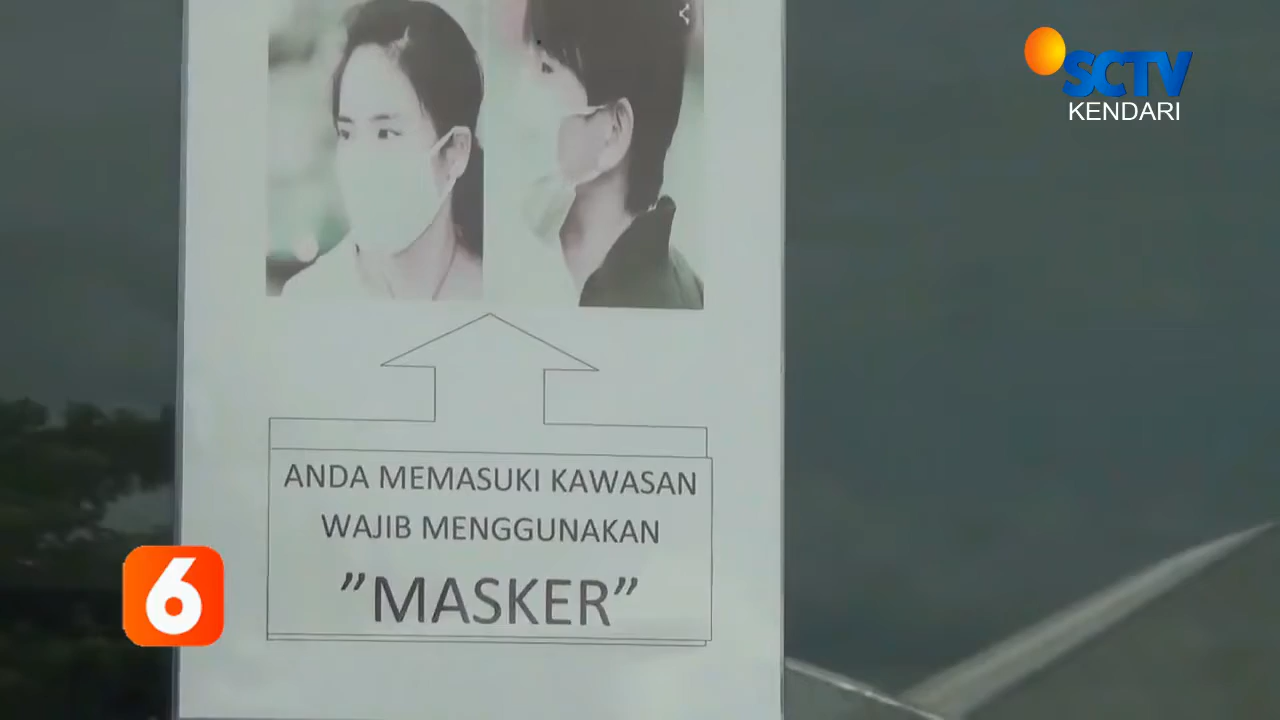 SCTV
KENDARI
ANDA MEMASUKI KAWASAN
WAJIB MENGGUNAKAN
”MASKER”
6